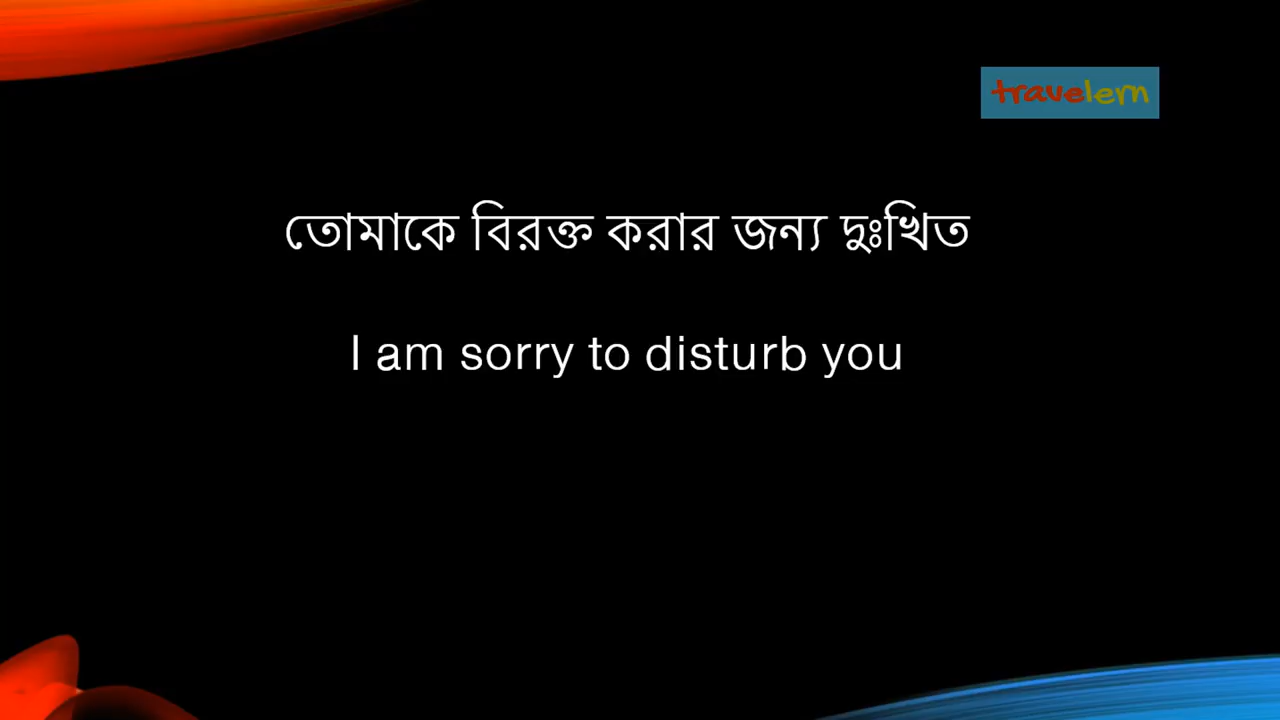 travelern
তোমাকে বিরক্ত করার জন্য দুঃখিত
I am sorry to disturb you